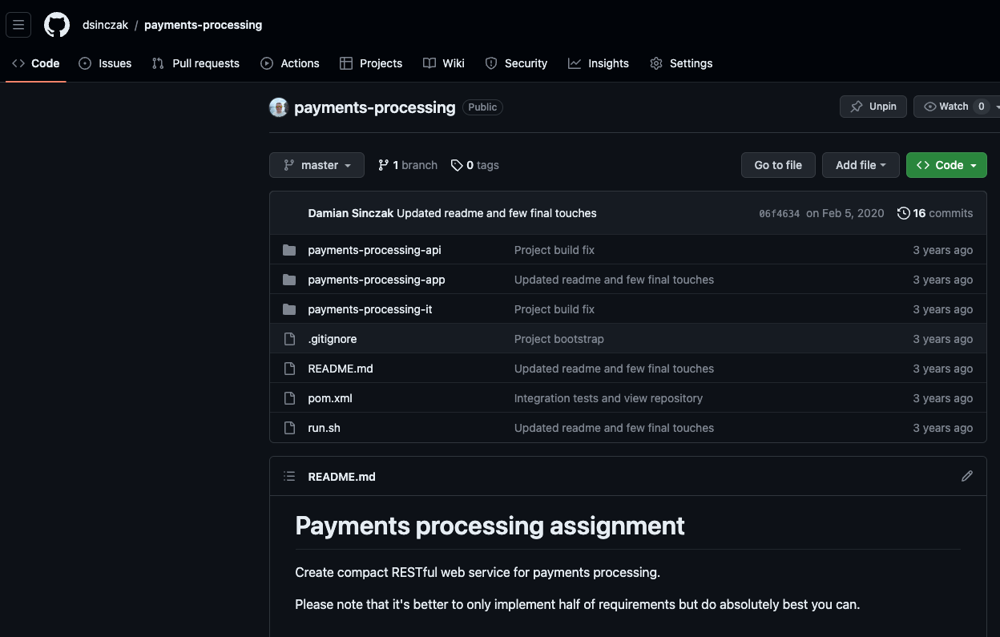 dsinczak / payments-processing
Code Issues Pull requests Actions Projects Wiki Security Insights Settings
payments-processing Public Unpin Watch 0
master 1 branch 0 tags Go to file Add file Code
Damian Sinczak Updated readme and few final touches 06f4634 on Feb 5, 2020 16 commits
payments-processing-api Project build fix 3 years ago
payments-processing-app Updated readme and few final touches 3 years ago
payments-processing-it Project build fix 3 years ago
.gitignore Project bootstrap 3 years ago
README.md Updated readme and few final touches 3 years ago
pom.xml Integration tests and view repository 3 years ago
run.sh Updated readme and few final touches 3 years ago
README.md
Payments processing assignment
Create compact RESTful web service for payments processing.
Please note that it's better to only implement half of requirements but do absolutely best you can.